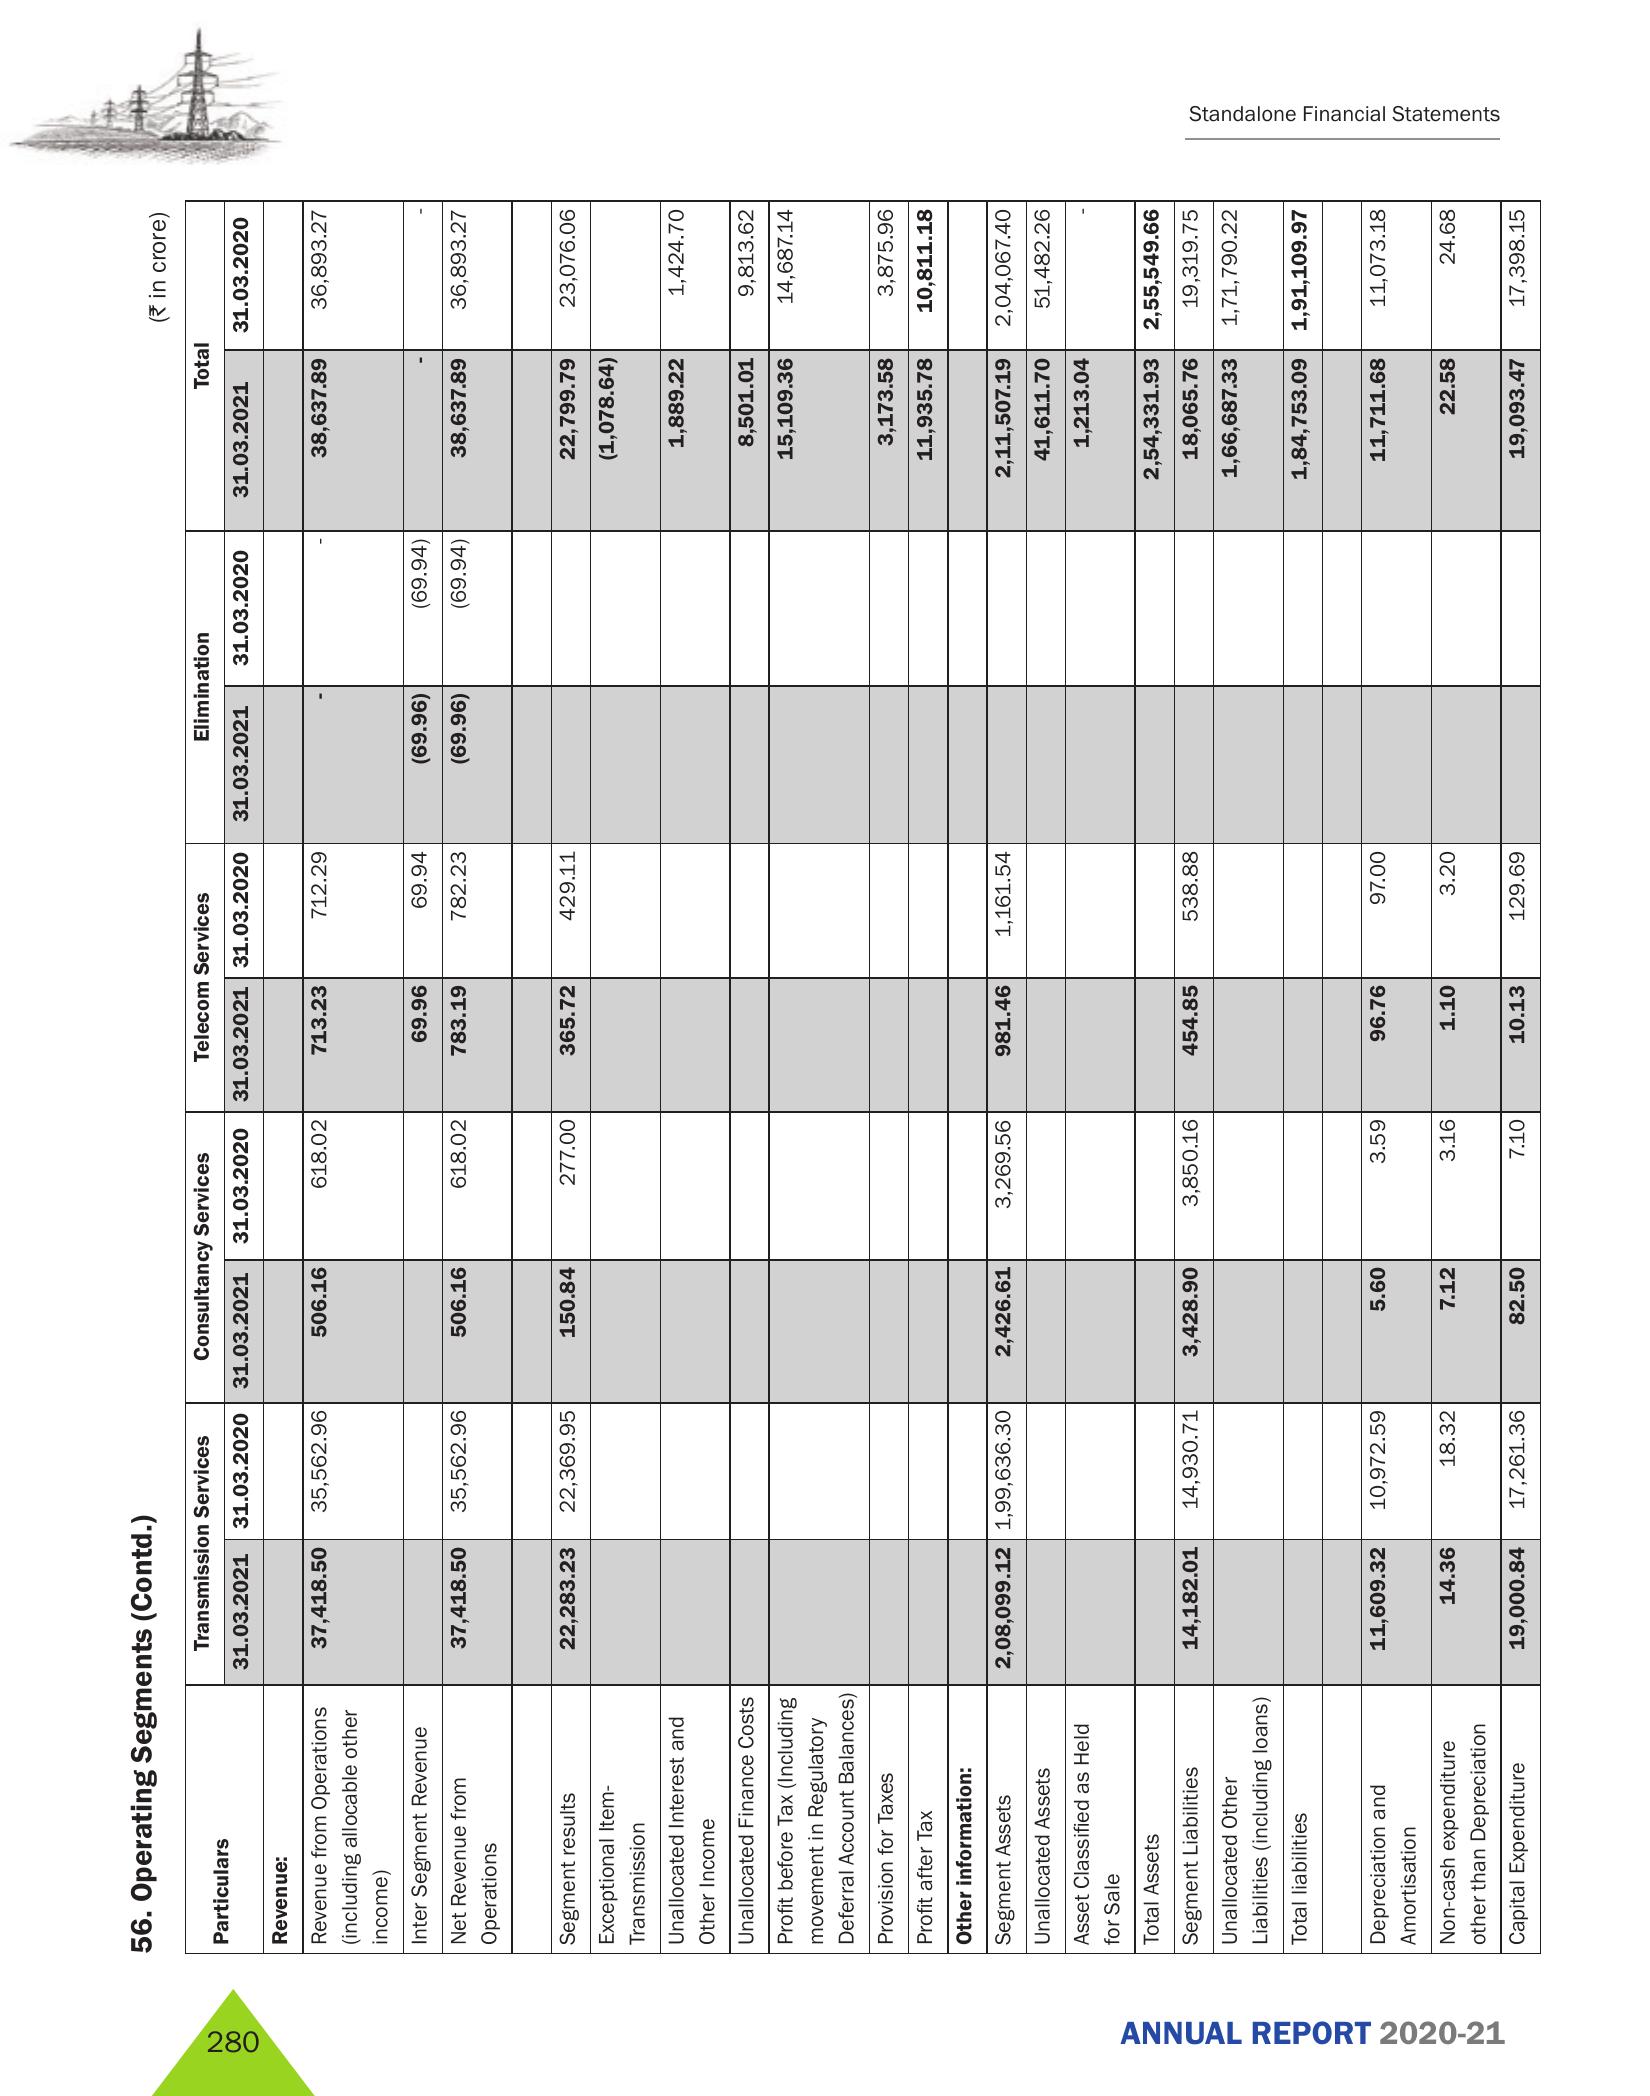 Standalone Financial Statements
56. Operating Segments (Contd.)
(₹ in crore)
Particulars Transmission Services Consultancy Services Telecom Services Elimination Total
31.03.2021 31.03.2020 31.03.2021 31.03.2020 31.03.2021 31.03.2020 31.03.2021 31.03.2020 31.03.2021 31.03.2020
Revenue:
Revenue from Operations 37,418.50 35,562.96 506.16 618.02 713.23 712.29 - - 38,637.89 36,893.27
(including allocable other
income)
Inter Segment Revenue 69.96 69.94 (69.96) (69.94) - -
Net Revenue from 37,418.50 35,562.96 506.16 618.02 783.19 782.23 (69.96) (69.94) 38,637.89 36,893.27
Operations
Segment results 22,283.23 22,369.95 150.84 277.00 365.72 429.11 22,799.79 23,076.06
Exceptional Item- (1,078.64)
Transmission
Unallocated Interest and 1,889.22 1,424.70
Other Income
Unallocated Finance Costs 8,501.01 9,813.62
Profit before Tax (Including 15,109.36 14,687.14
movement in Regulatory
Deferral Account Balances)
Provision for Taxes 3,173.58 3,875.96
Profit after Tax 11,935.78 10,811.18
Other information:
Segment Assets 2,08,099.12 1,99,636.30 2,426.61 3,269.56 981.46 1,161.54 2,11,507.19 2,04,067.40
Unallocated Assets 41,611.70 51,482.26
Asset Classified as Held 1,213.04 -
for Sale
Total Assets 2,54,331.93 2,55,549.66
Segment Liabilities 14,182.01 14,930.71 3,428.90 3,850.16 454.85 538.88 18,065.76 19,319.75
Unallocated Other 1,66,687.33 1,71,790.22
Liabilities (including loans)
Total liabilities 1,84,753.09 1,91,109.97
Depreciation and 11,609.32 10,972.59 5.60 3.59 96.76 97.00 11,711.68 11,073.18
Amortisation
Non-cash expenditure 14.36 18.32 7.12 3.16 1.10 3.20 22.58 24.68
other than Depreciation
Capital Expenditure 19,000.84 17,261.36 82.50 7.10 10.13 129.69 19,093.47 17,398.15
280
ANNUAL REPORT 2020-21